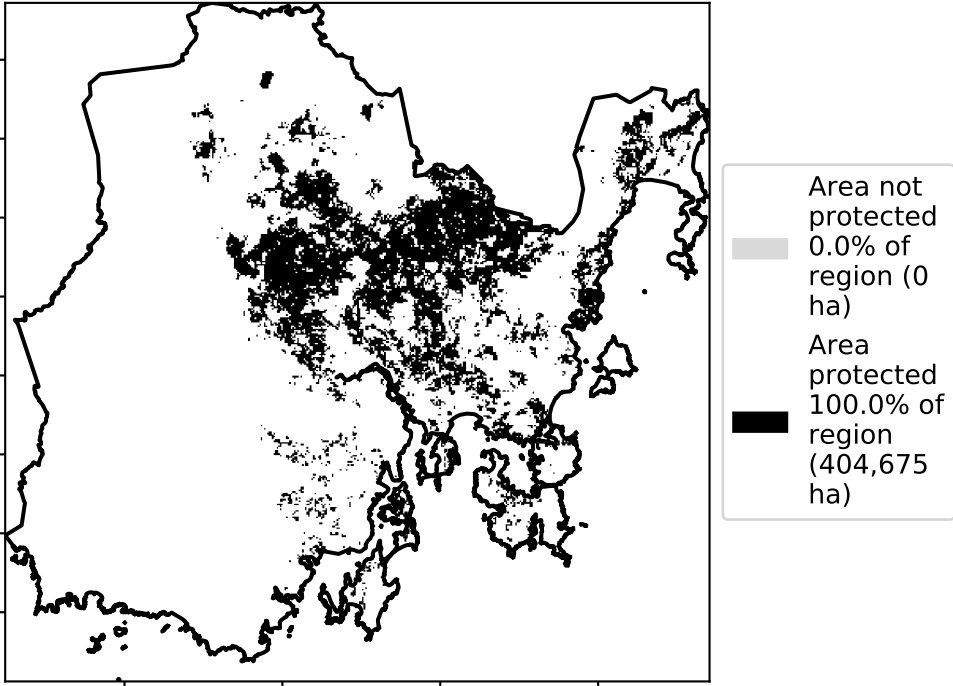 Area not
protected
0.0% of
region (0
ha)
Area
protected
100.0% of
region
(404,675
ha)